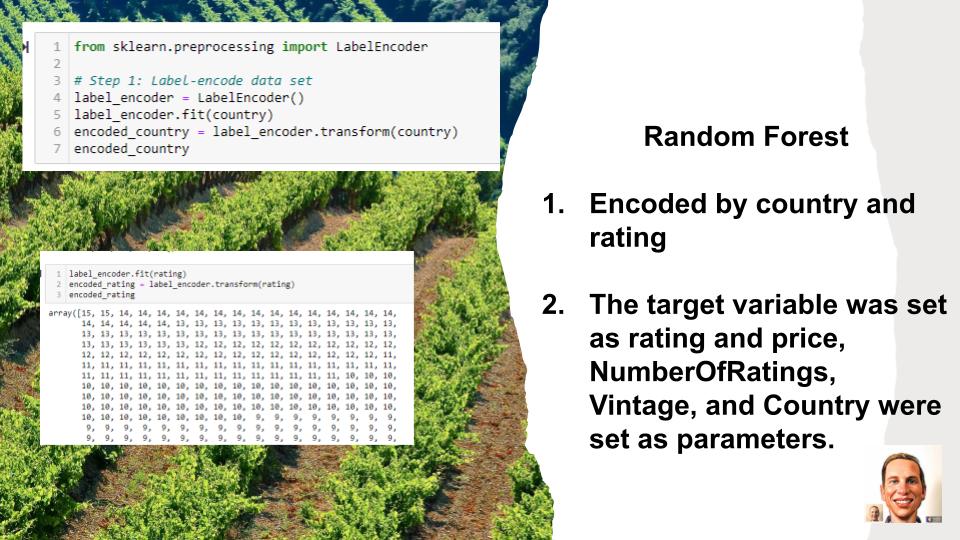 1 from sklearn.preprocessing import LabelEncoder
2
3 # Step 1: Label-encode data set
4 label_encoder = LabelEncoder()
5 label_encoder.fit(country)
6 encoded_country = label_encoder.transform(country)
7 encoded_country
1 label_encoder.fit(rating)
2 encoded_rating = label_encoder.transform(rating)
3 encoded_rating
array([15, 15, 14, 14, 14, 14, 14, 14, 14, 14, 14, 14, 14, 14, 14, 14, 14,
14, 14, 14, 14, 14, 13, 13, 13, 13, 13, 13, 13, 13, 13, 13, 13, 13,
13, 13, 13, 13, 13, 13, 13, 13, 13, 13, 13, 13, 13, 13, 13, 13, 13,
13, 13, 13, 13, 13, 13, 12, 12, 12, 12, 12, 12, 12, 12, 12, 12, 12,
12, 12, 12, 12, 12, 12, 12, 12, 12, 12, 12, 12, 12, 12, 12, 12, 11,
11, 11, 11, 11, 11, 11, 11, 11, 11, 11, 11, 11, 11, 11, 11, 11, 11,
11, 11, 11, 11, 11, 11, 11, 11, 11, 11, 11, 11, 11, 11, 10, 10, 10,
10, 10, 10, 10, 10, 10, 10, 10, 10, 10, 10, 10, 10, 10, 10, 10, 10,
10, 10, 10, 10, 10, 10, 10, 10, 10, 10, 10, 10, 10, 10, 10, 10, 10,
10, 10, 10, 10, 10, 10, 10, 10, 10, 10, 10, 10, 10, 10, 10, 10, 10,
10, 10, 10, 10, 10, 10, 10, 9, 9, 9, 9, 9, 9, 9, 9, 9, 9,
9, 9, 9, 9, 9, 9, 9, 9, 9, 9, 9, 9, 9, 9, 9, 9, 9,
9, 9, 9, 9, 9, 9, 9, 9, 9, 9, 9, 9, 9, 9, 9, 9, 9,
Random Forest
1. Encoded by country and
rating
2. The target variable was set
as rating and price,
NumberOfRatings,
Vintage, and Country were
set as parameters.